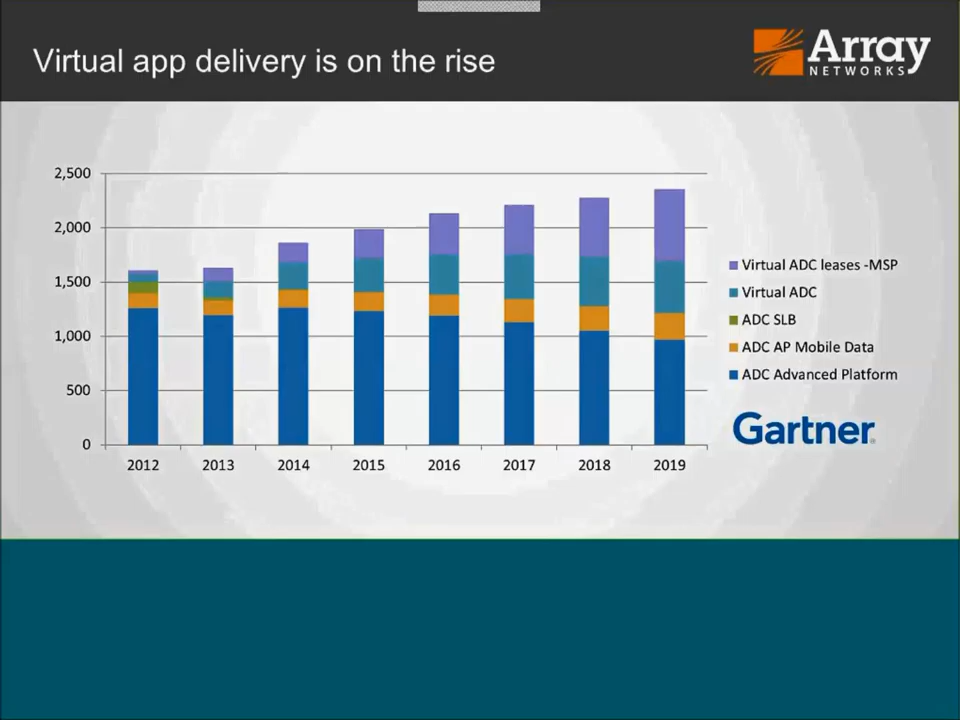 Virtual app delivery is on the rise
Array
NETWORKS
2,500
2,000
1,500
1,000
500
0
2012 2013 2014 2015 2016 2017 2018 2019
Virtual ADC leases -MSP
Virtual ADC
ADC SLB
ADC AP Mobile Data
ADC Advanced Platform
Gartner